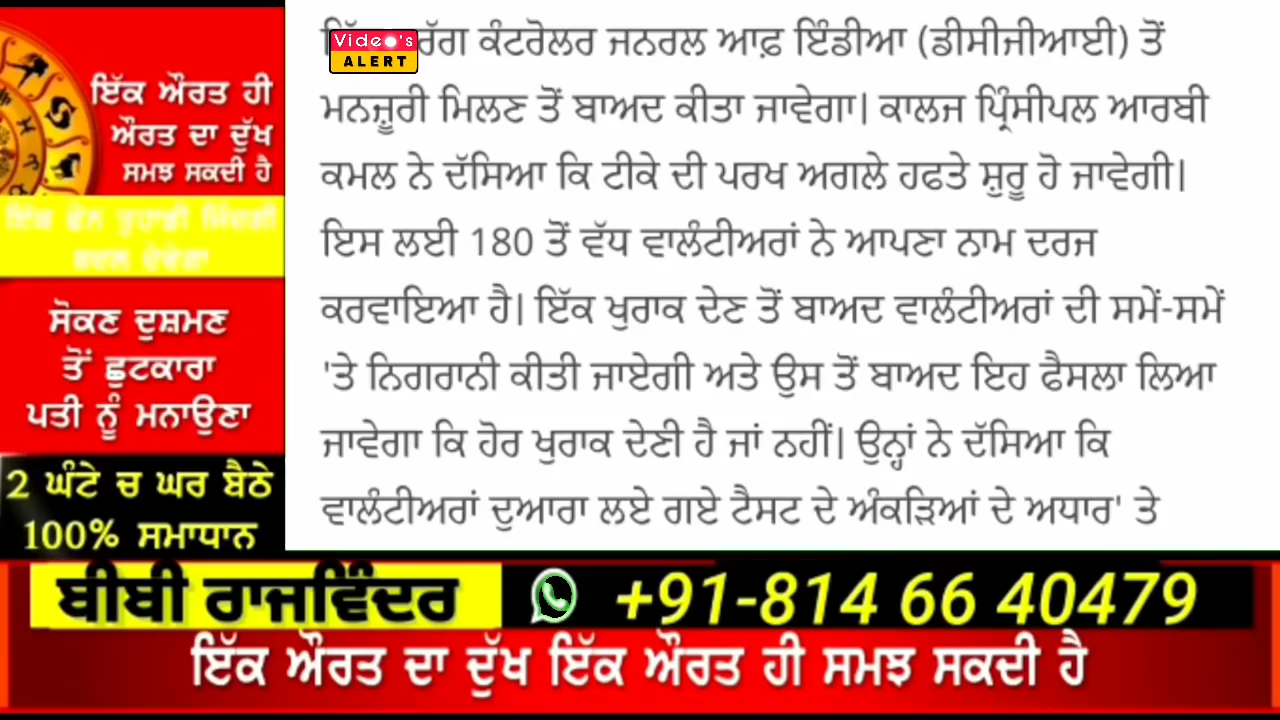 ਰੱਗ ਕੰਟਰੋਲਰ ਜਨਰਲ ਆਫ਼ ਇੰਡੀਆ (ਡੀਸੀਜੀਆਈ) ਤੋਂ
ਮਨਜ਼ੂਰੀ ਮਿਲਣ ਤੋਂ ਬਾਅਦ ਕੀਤਾ ਜਾਵੇਗਾ। ਕਾਲਜ ਪ੍ਰਿੰਸੀਪਲ ਆਰਬੀ
ਕਮਲ ਨੇ ਦੱਸਿਆ ਕਿ ਟੀਕੇ ਦੀ ਪਰਖ ਅਗਲੇ ਹਫਤੇ ਸ਼ੁਰੂ ਹੋ ਜਾਵੇਗੀ।
ਇਸ ਲਈ 180 ਤੋਂ ਵੱਧ ਵਾਲੰਟੀਅਰਾਂ ਨੇ ਆਪਣਾ ਨਾਮ ਦਰਜ
ਕਰਵਾਇਆ ਹੈ। ਇੱਕ ਖੁਰਾਕ ਦੇਣ ਤੋਂ ਬਾਅਦ ਵਾਲੰਟੀਅਰਾਂ ਦੀ ਸਮੇਂ-ਸਮੇਂ
'ਤੇ ਨਿਗਰਾਨੀ ਕੀਤੀ ਜਾਏਗੀ ਅਤੇ ਉਸ ਤੋਂ ਬਾਅਦ ਇਹ ਫੈਸਲਾ ਲਿਆ
ਜਾਵੇਗਾ ਕਿ ਹੋਰ ਖੁਰਾਕ ਦੇਣੀ ਹੈ ਜਾਂ ਨਹੀਂ। ਉਨ੍ਹਾਂ ਨੇ ਦੱਸਿਆ ਕਿ
ਵਾਲੰਟੀਅਰਾਂ ਦੁਆਰਾ ਲਏ ਗਏ ਟੈਸਟ ਦੇ ਅੰਕੜਿਆਂ ਦੇ ਅਧਾਰ' ਤੇ
Video's
ALERT
ਇੱਕ ਔਰਤ ਹੀ
ਔਰਤ ਦਾ ਦੁੱਖ
ਸਮਝ ਸਕਦੀ ਹੈ
ਇੱਕ ਫੋਨ ਤੁਹਾਡੀ ਜਿੰਦਗੀ
ਬਦਲ ਦੇਵੇਗਾ
ਸੋਕਣ ਦੁਸ਼ਮਣ
ਤੋਂ ਛੁਟਕਾਰਾ
ਪਤੀ ਨੂੰ ਮਨਾਉਣਾ
2 ਘੰਟੇ ਚ ਘਰ ਬੈਠੇ
100% ਸਮਾਧਾਨ
ਬੀਬੀ ਰਾਜਵਿੰਦਰ
+91-814 66 40479
ਇੱਕ ਔਰਤ ਦਾ ਦੁੱਖ ਇੱਕ ਔਰਤ ਹੀ ਸਮਝ ਸਕਦੀ ਹੈ